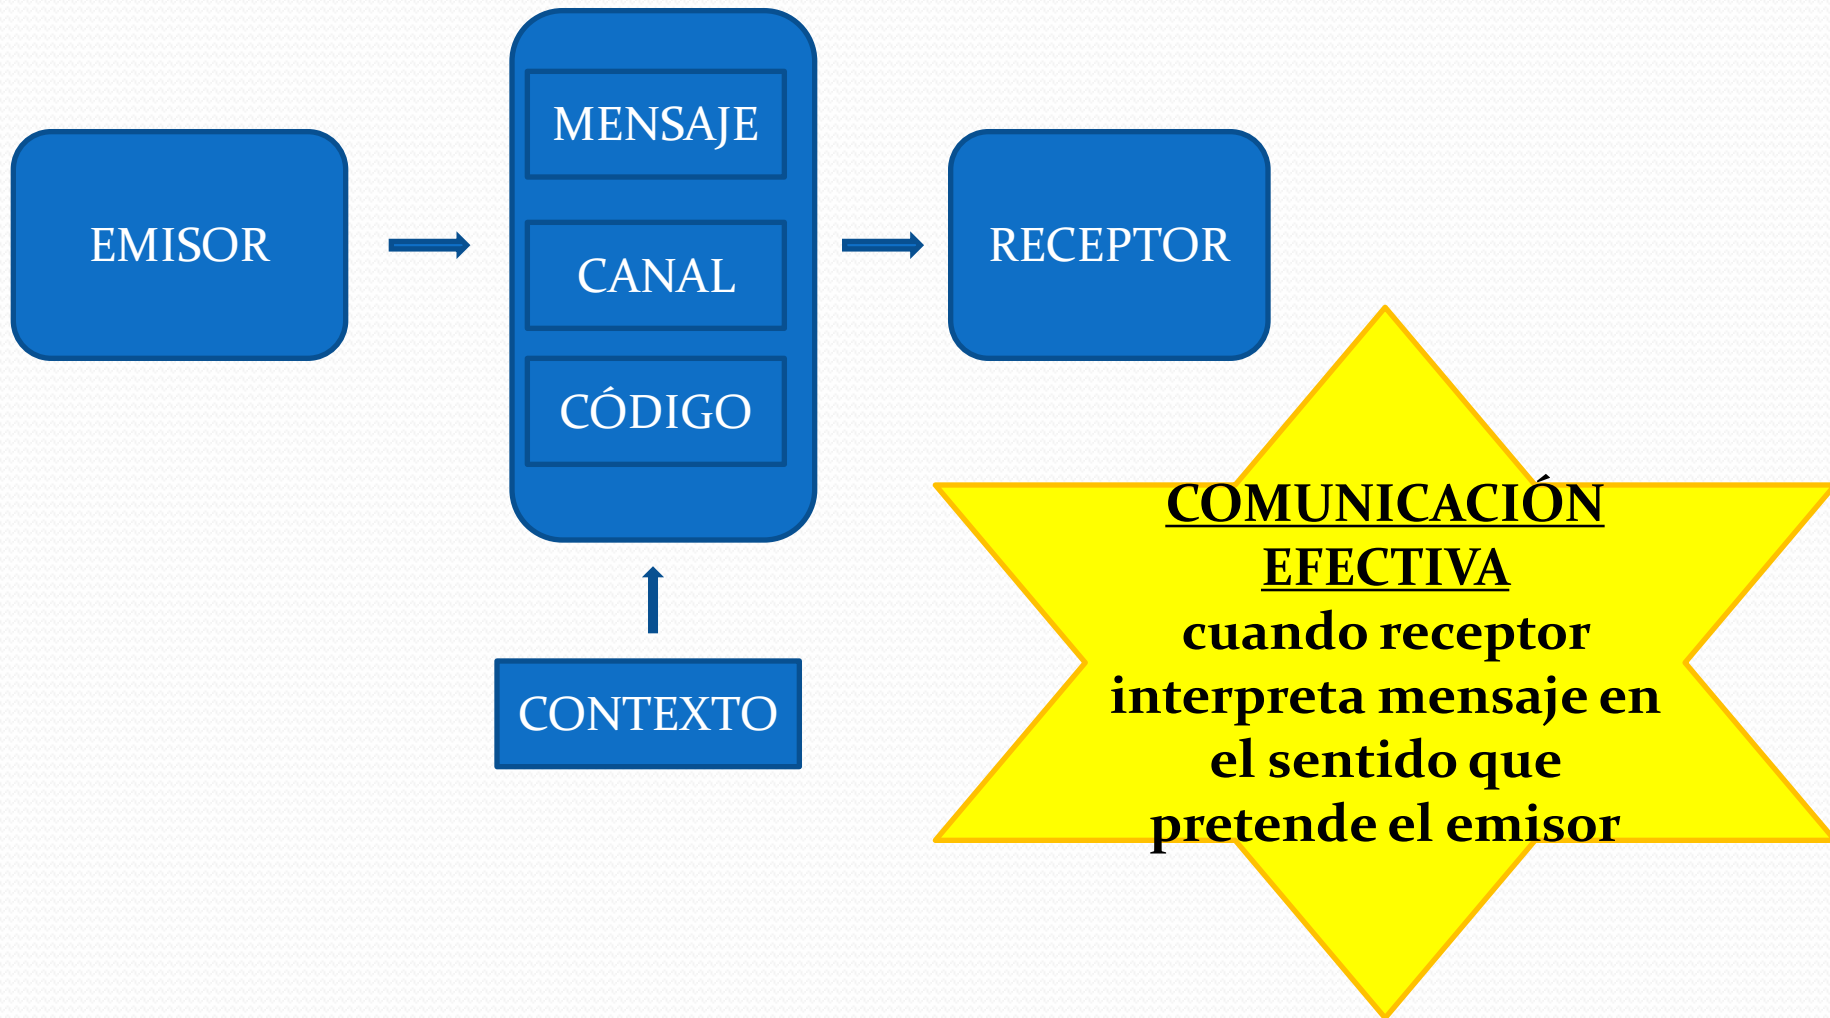 EMISOR
MENSAJE
CANAL
CÓDIGO
RECEPTOR
CONTEXTO
COMUNICACIÓN
EFECTIVA
cuando receptor
interpreta mensaje en
el sentido que
pretende el emisor